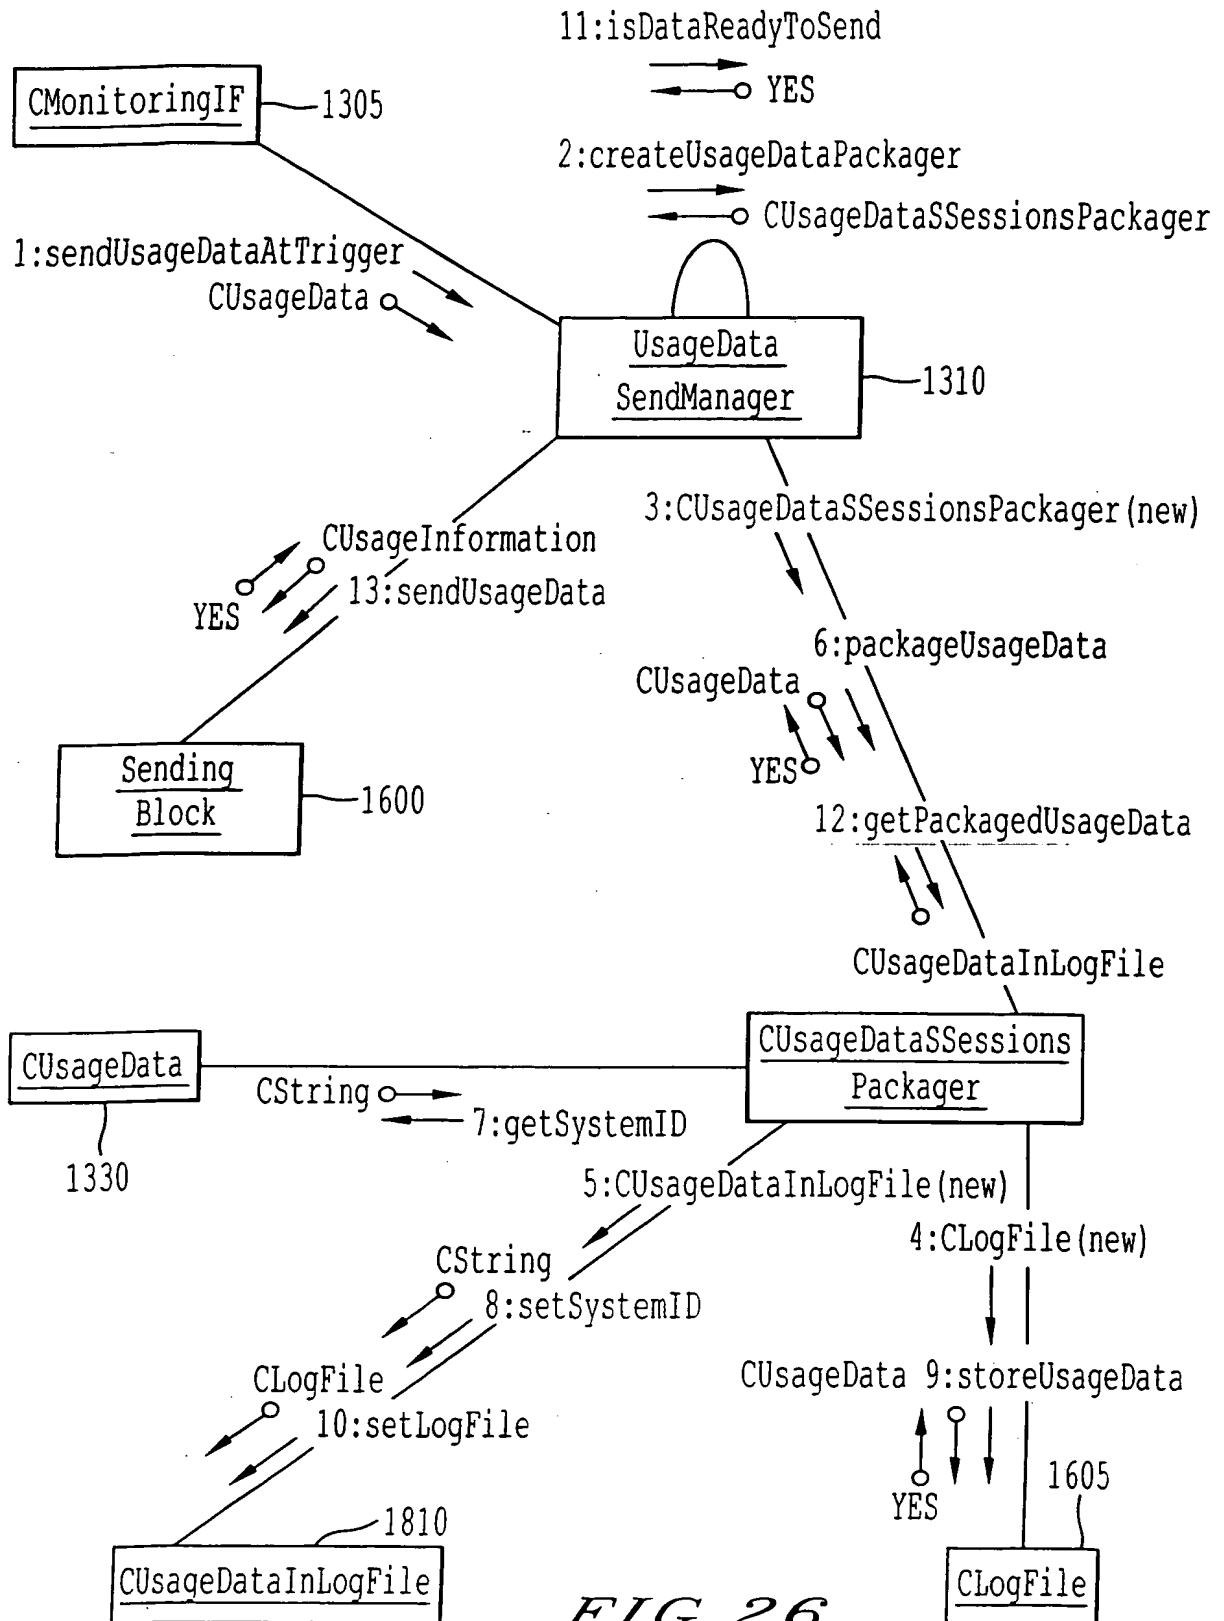 11:isDataReadyToSend
YES
CMonitoringIF
1305
2:createUsageDataPackager
CUsageDataSSessionsPackager
1:sendUsageDataAtTrigger
CUsageData
UsageData
SendManager
1310
3:CUsageDataSSessionsPackager(new)
CUsageInformation
13:sendUsageData
YES
6:packageUsageData
CUsageData
YES
Sending
Block
1600
12:getPackagedUsageData
CUsageDataInLogFile
CUsageData
1330
CUsageDataSSessions
Packager
CString
7:getSystemID
5:CUsageDataInLogFile(new)
4:CLogFile(new)
CString
8:setSystemID
CLogFile
10:setLogFile
CUsageData 9:storeUsageData
YES
1605
1810
CUsageDataInLogFile
CLogFile
FIG. 26